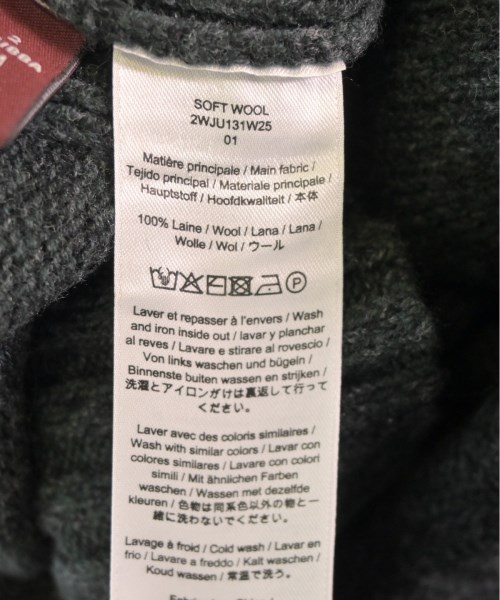 SOFT WOOL
2WJU131W25
01
Matière principale / Main fabric /
Tejido principal / Materiale principale /
Hauptstoff / Hoofdkwaliteit / 本体
100% Laine / Wool / Lana / Lana /
Wolle / Wol / ウール
P
Laver et repasser à l'envers / Wash
and iron inside out / lavar y planchar
al reves / Lavare e stirare al rovescio /
Von links waschen und bügeln /
Binnenste buiten wassen en strijken /
洗濯とアイロンがけは裏返して行って
ください。
Laver avec des coloris similaires /
Wash with similar colors / Lavar con
colores similares / Lavare con colori
simili / Mit ähnlichen Farben
waschen / Wassen met dezelfde
kleuren / 色物は同系色以外の物と一
緒に洗わないでください。
Lavage à froid / Cold wash / Lavar en
frio / Lavare a freddo / Kalt waschen /
Koud wassen / 常温で洗う。